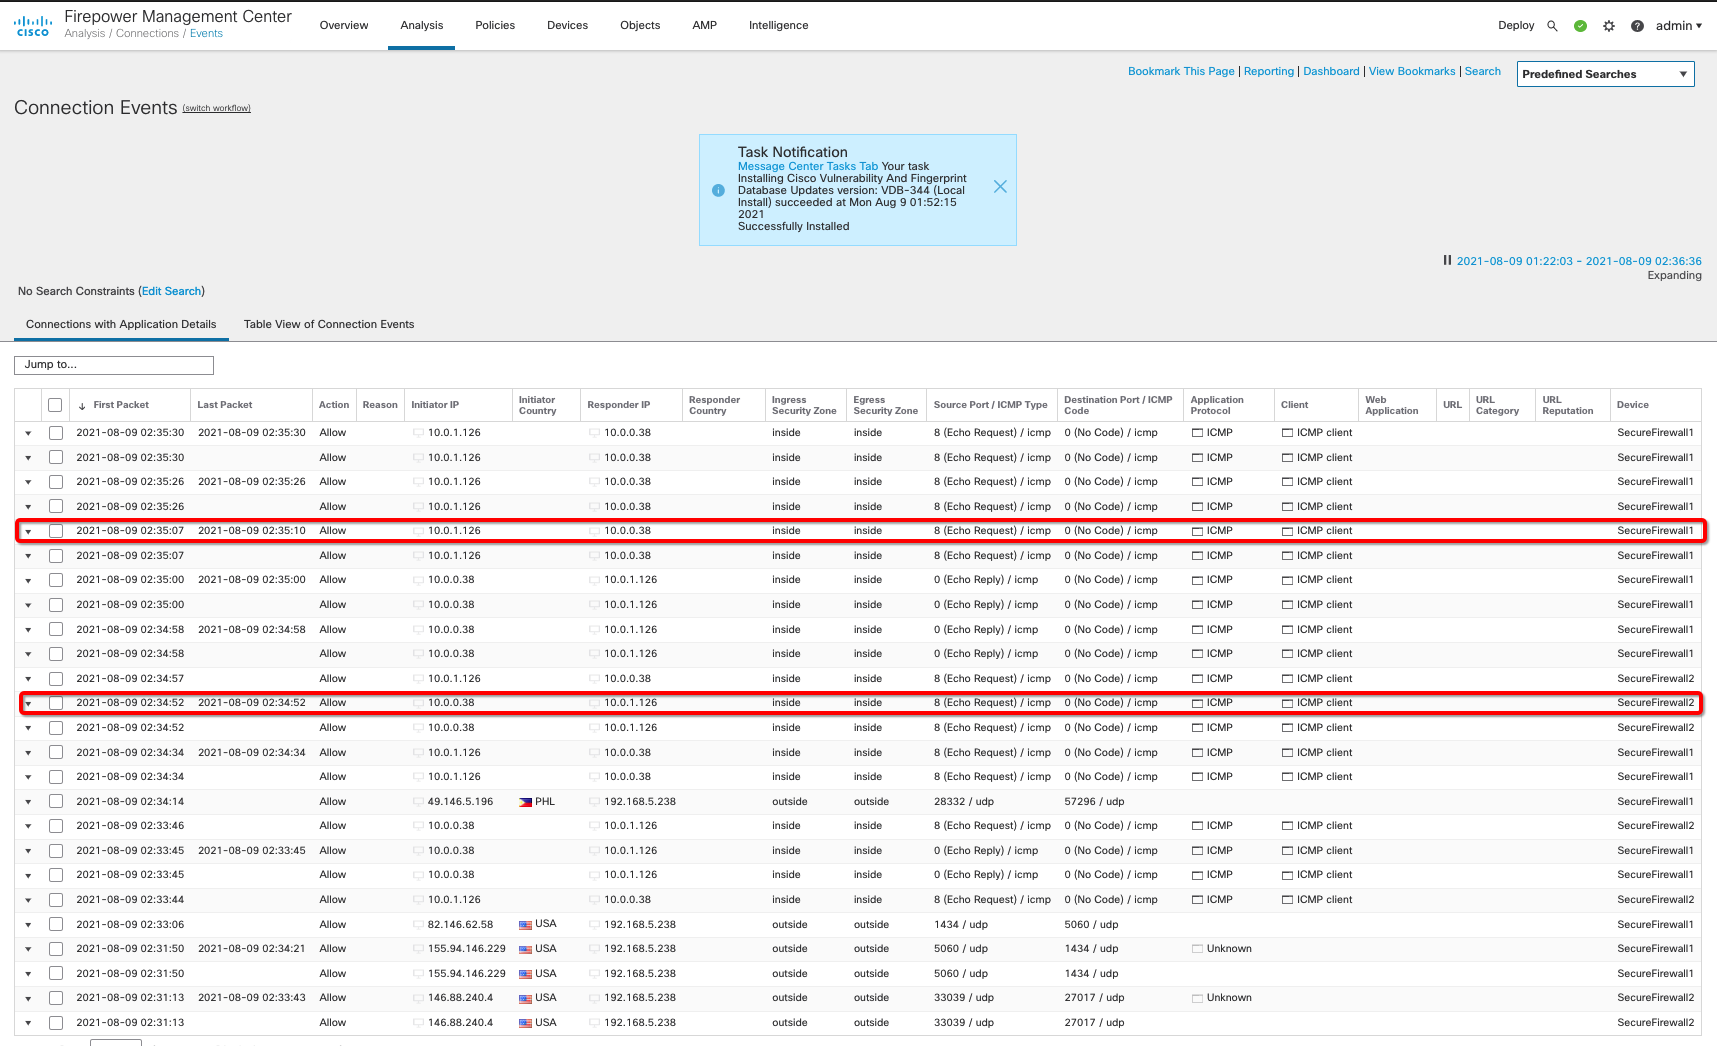 Firepower Management Center
CISCO
Analysis / Connections / Events
Overview Analysis Policies Devices Objects AMP Intelligence Deploy admin
Bookmark This Page | Reporting | Dashboard | View Bookmarks | Search Predefined Searches
Connection Events (switch workflow)
Task Notification
Message Center Tasks Tab Your task
Installing Cisco Vulnerability And Fingerprint
Database Updates version: VDB-344 (Local
Install) succeeded at Mon Aug 9 01:52:15
2021
Successfully Installed
2021-08-09 01:22:03 - 2021-08-09 02:36:36
Expanding
No Search Constraints (Edit Search)
Connections with Application Details Table View of Connection Events
Jump to...
First Packet Last Packet Action Reason Initiator IP Initiator Country Responder IP Responder Country Ingress Security Zone Egress Security Zone Source Port / ICMP Type Destination Port / ICMP Code Application Protocol Client Web Application URL URL Category URL Reputation Device
2021-08-09 02:35:30 2021-08-09 02:35:30 Allow 10.0.1.126 10.0.0.38 inside inside 8 (Echo Request) / icmp 0 (No Code) / icmp ICMP ICMP client SecureFirewall1
2021-08-09 02:35:30 Allow 10.0.1.126 10.0.0.38 inside inside 8 (Echo Request) / icmp 0 (No Code) / icmp ICMP ICMP client SecureFirewall1
2021-08-09 02:35:26 2021-08-09 02:35:26 Allow 10.0.1.126 10.0.0.38 inside inside 8 (Echo Request) / icmp 0 (No Code) / icmp ICMP ICMP client SecureFirewall1
2021-08-09 02:35:26 Allow 10.0.1.126 10.0.0.38 inside inside 8 (Echo Request) / icmp 0 (No Code) / icmp ICMP ICMP client SecureFirewall1
2021-08-09 02:35:07 2021-08-09 02:35:10 Allow 10.0.1.126 10.0.0.38 inside inside 8 (Echo Request) / icmp 0 (No Code) / icmp ICMP ICMP client SecureFirewall1
2021-08-09 02:35:07 Allow 10.0.1.126 10.0.0.38 inside inside 8 (Echo Request) / icmp 0 (No Code) / icmp ICMP ICMP client SecureFirewall1
2021-08-09 02:35:00 2021-08-09 02:35:00 Allow 10.0.0.38 10.0.1.126 inside inside 0 (Echo Reply) / icmp 0 (No Code) / icmp ICMP ICMP client SecureFirewall1
2021-08-09 02:35:00 Allow 10.0.0.38 10.0.1.126 inside inside 0 (Echo Reply) / icmp 0 (No Code) / icmp ICMP ICMP client SecureFirewall1
2021-08-09 02:34:58 2021-08-09 02:34:58 Allow 10.0.0.38 10.0.1.126 inside inside 0 (Echo Reply) / icmp 0 (No Code) / icmp ICMP ICMP client SecureFirewall1
2021-08-09 02:34:58 Allow 10.0.0.38 10.0.1.126 inside inside 0 (Echo Reply) / icmp 0 (No Code) / icmp ICMP ICMP client SecureFirewall1
2021-08-09 02:34:57 Allow 10.0.1.126 10.0.0.38 inside inside 8 (Echo Request) / icmp 0 (No Code) / icmp ICMP ICMP client SecureFirewall2
2021-08-09 02:34:52 2021-08-09 02:34:52 Allow 10.0.0.38 10.0.1.126 inside inside 8 (Echo Request) / icmp 0 (No Code) / icmp ICMP ICMP client SecureFirewall2
2021-08-09 02:34:52 Allow 10.0.0.38 10.0.1.126 inside inside 8 (Echo Request) / icmp 0 (No Code) / icmp ICMP ICMP client SecureFirewall2
2021-08-09 02:34:34 2021-08-09 02:34:34 Allow 10.0.1.126 10.0.0.38 inside inside 8 (Echo Request) / icmp 0 (No Code) / icmp ICMP ICMP client SecureFirewall1
2021-08-09 02:34:34 Allow 10.0.1.126 10.0.0.38 inside inside 8 (Echo Request) / icmp 0 (No Code) / icmp ICMP ICMP client SecureFirewall1
2021-08-09 02:34:14 Allow 49.146.5.196 PHL 192.168.5.238 outside outside 28332 / udp 57296 / udp SecureFirewall1
2021-08-09 02:33:46 Allow 10.0.0.38 10.0.1.126 inside inside 8 (Echo Request) / icmp 0 (No Code) / icmp ICMP ICMP client SecureFirewall2
2021-08-09 02:33:45 2021-08-09 02:33:45 Allow 10.0.0.38 10.0.1.126 inside inside 0 (Echo Reply) / icmp 0 (No Code) / icmp ICMP ICMP client SecureFirewall1
2021-08-09 02:33:45 Allow 10.0.0.38 10.0.1.126 inside inside 0 (Echo Reply) / icmp 0 (No Code) / icmp ICMP ICMP client SecureFirewall1
2021-08-09 02:33:44 Allow 10.0.1.126 10.0.0.38 inside inside 8 (Echo Request) / icmp 0 (No Code) / icmp ICMP ICMP client SecureFirewall2
2021-08-09 02:33:06 Allow 82.146.62.58 USA 192.168.5.238 outside outside 1434 / udp 5060 / udp SecureFirewall1
2021-08-09 02:31:50 2021-08-09 02:34:21 Allow 155.94.146.229 USA 192.168.5.238 outside outside 5060 / udp 1434 / udp Unknown SecureFirewall1
2021-08-09 02:31:50 Allow 155.94.146.229 USA 192.168.5.238 outside outside 5060 / udp 1434 / udp SecureFirewall1
2021-08-09 02:31:13 2021-08-09 02:33:43 Allow 146.88.240.4 USA 192.168.5.238 outside outside 33039 / udp 27017 / udp Unknown SecureFirewall2
2021-08-09 02:31:13 Allow 146.88.240.4 USA 192.168.5.238 outside outside 33039 / udp 27017 / udp SecureFirewall2